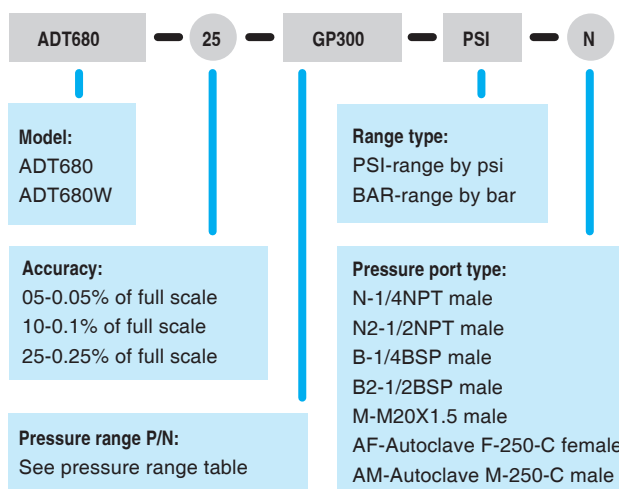 ADT680 25 GP300 PSI N
Model:
ADT680
ADT680W
Range type:
PSI-range by psi
BAR-range by bar
Accuracy:
05-0.05% of full scale
10-0.1% of full scale
25-0.25% of full scale
Pressure port type:
N-1/4NPT male
N2-1/2NPT male
B-1/4BSP male
B2-1/2BSP male
M-M20X1.5 male
AF-Autoclave F-250-C female
AM-Autoclave M-250-C male
Pressure range P/N:
See pressure range table